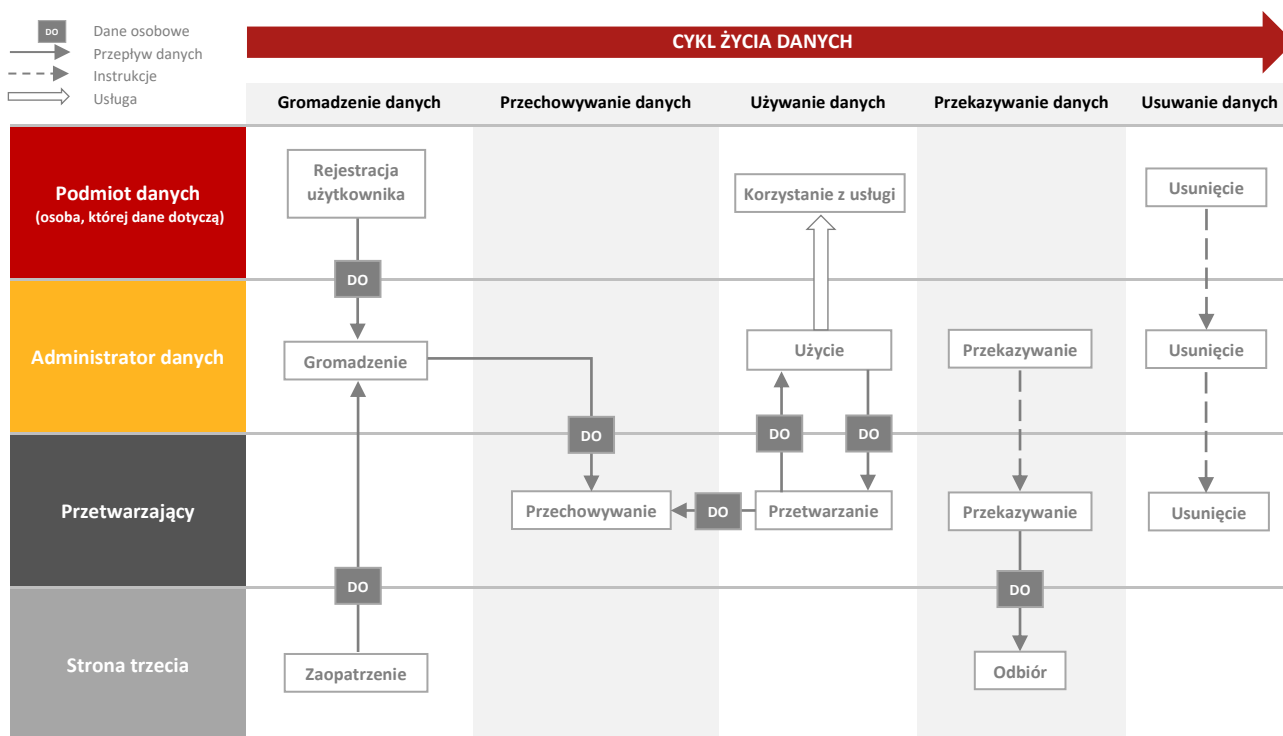 DO Dane osobowe
Przepływ danych
Instrukcje
Usługa
CYKL ŻYCIA DANYCH
Gromadzenie danych Przechowywanie danych Używanie danych Przekazywanie danych Usuwanie danych
Podmiot danych
(osoba, której dane dotyczą)
Rejestracja
użytkownika
Korzystanie z usługi
Usunięcie
DO
Administrator danych
Gromadzenie
Użycie
Przekazywanie
Usunięcie
DO
DO
DO
Przetwarzający
Przechowywanie
DO
Przetwarzanie
Przekazywanie
Usunięcie
DO
DO
Strona trzecia
Zaopatrzenie
Odbiór